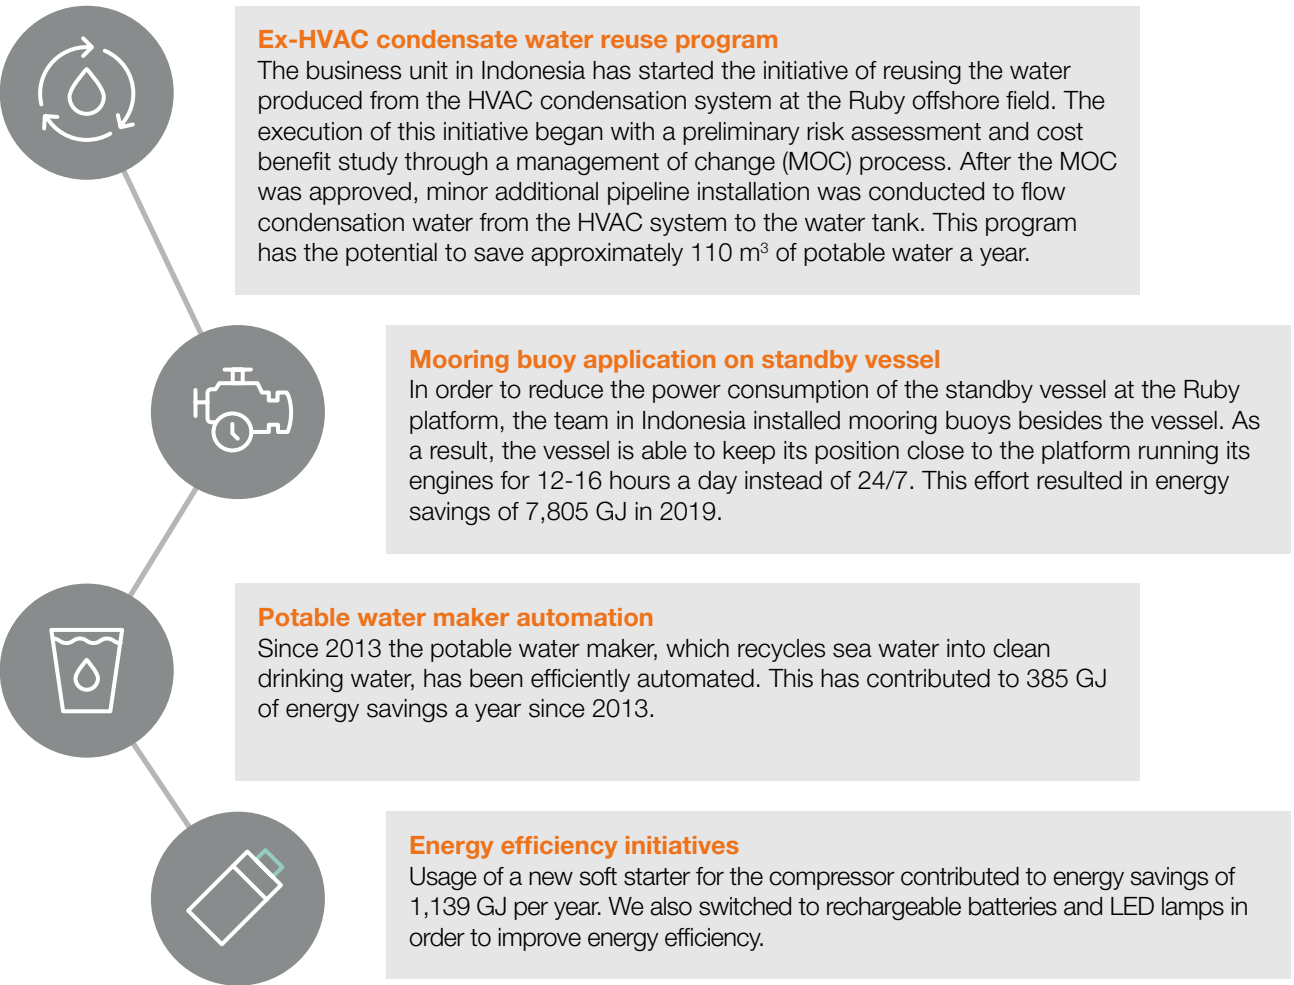 Ex-HVAC condensate water reuse program
The business unit in Indonesia has started the initiative of reusing the water
produced from the HVAC condensation system at the Ruby offshore field. The
execution of this initiative began with a preliminary risk assessment and cost
benefit study through a management of change (MOC) process. After the MOC
was approved, minor additional pipeline installation was conducted to flow
condensation water from the HVAC system to the water tank. This program
has the potential to save approximately 110 m³ of potable water a year.
Mooring buoy application on standby vessel
In order to reduce the power consumption of the standby vessel at the Ruby
platform, the team in Indonesia installed mooring buoys besides the vessel. As
a result, the vessel is able to keep its position close to the platform running its
engines for 12-16 hours a day instead of 24/7. This effort resulted in energy
savings of 7,805 GJ in 2019.
Potable water maker automation
Since 2013 the potable water maker, which recycles sea water into clean
drinking water, has been efficiently automated. This has contributed to 385 GJ
of energy savings a year since 2013.
Energy efficiency initiatives
Usage of a new soft starter for the compressor contributed to energy savings of
1,139 GJ per year. We also switched to rechargeable batteries and LED lamps in
order to improve energy efficiency.